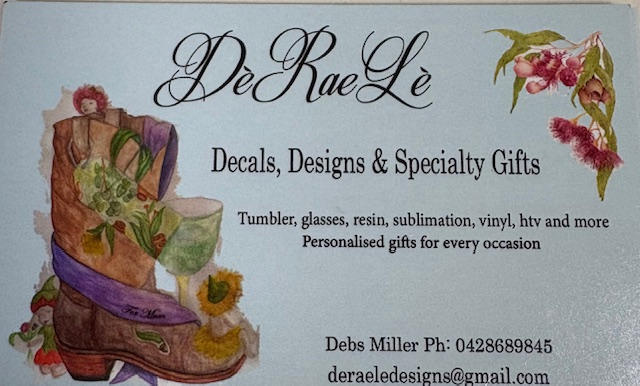 DèRaeLè
Decals, Designs & Specialty Gifts
Tumbler, glasses, resin, sublimation, vinyl, htv and more
Personalised gifts for every occasion
For Mum
Debs Miller Ph: 0428689845
deraeledesigns@gmail.com